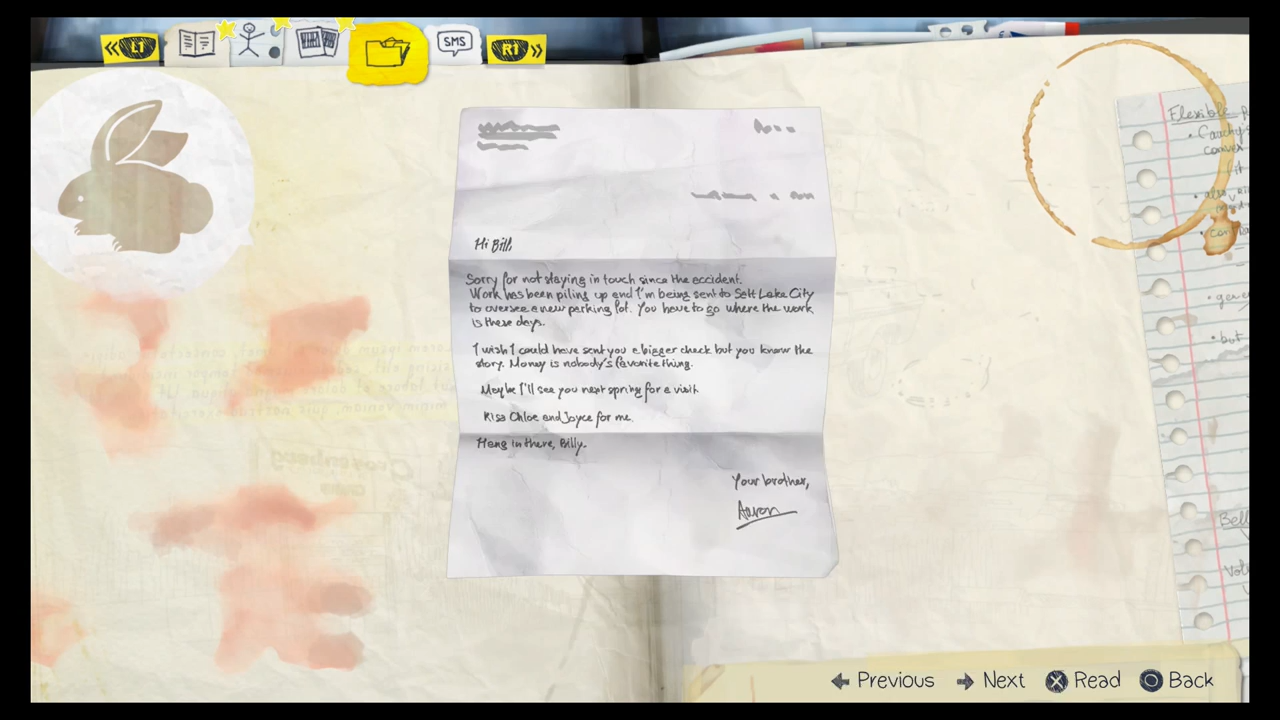 L1
SMS
R1
Flexible
Hi Bill,
Sorry for not staying in touch since the accident.
Work has been piling up and I'm being sent to Salt Lake City
to oversee a new parking lot. You have to go where the work
is these days.
I wish I could have sent you a bigger check but you know the
story. Money is nobody's favorite thing.
Maybe I'll see you next spring for a visit.
Kiss Chloe and Joyce for me.
Hang in there, Billy.
Your brother,
Aaron
but
Previous
Next
Read
Back